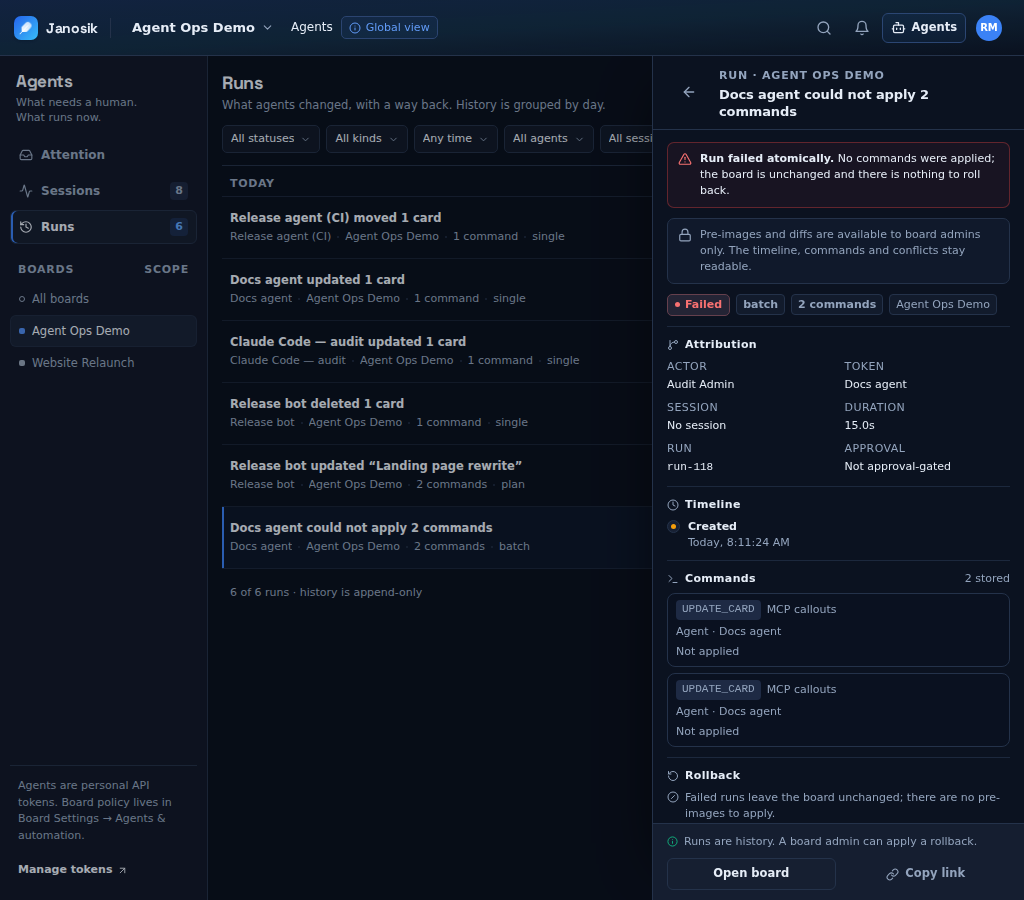 Janosik
Agent Ops Demo
Agents
Global view
Agents
RM
Agents
What needs a human.
What runs now.
Attention
Sessions 8
Runs 6
BOARDS SCOPE
All boards
Agent Ops Demo
Website Relaunch
Agents are personal API
tokens. Board policy lives in
Board Settings → Agents &
automation.
Manage tokens ↗
Runs
What agents changed, with a way back. History is grouped by day.
All statuses
All kinds
Any time
All agents
All sessi
TODAY
Release agent (CI) moved 1 card
Release agent (CI) · Agent Ops Demo · 1 command · single
Docs agent updated 1 card
Docs agent · Agent Ops Demo · 1 command · single
Claude Code — audit updated 1 card
Claude Code — audit · Agent Ops Demo · 1 command · single
Release bot deleted 1 card
Release bot · Agent Ops Demo · 1 command · single
Release bot updated “Landing page rewrite”
Release bot · Agent Ops Demo · 2 commands · plan
Docs agent could not apply 2 commands
Docs agent · Agent Ops Demo · 2 commands · batch
6 of 6 runs · history is append-only
RUN · AGENT OPS DEMO
Docs agent could not apply 2
commands
Run failed atomically. No commands were applied;
the board is unchanged and there is nothing to roll
back.
Pre-images and diffs are available to board admins
only. The timeline, commands and conflicts stay
readable.
Failed
batch
2 commands
Agent Ops Demo
Attribution
ACTOR TOKEN
Audit Admin Docs agent
SESSION DURATION
No session 15.0s
RUN APPROVAL
run-118 Not approval-gated
Timeline
Created
Today, 8:11:24 AM
Commands 2 stored
UPDATE_CARD MCP callouts
Agent · Docs agent
Not applied
UPDATE_CARD MCP callouts
Agent · Docs agent
Not applied
Rollback
Failed runs leave the board unchanged; there are no pre-
images to apply.
Runs are history. A board admin can apply a rollback.
Open board
Copy link